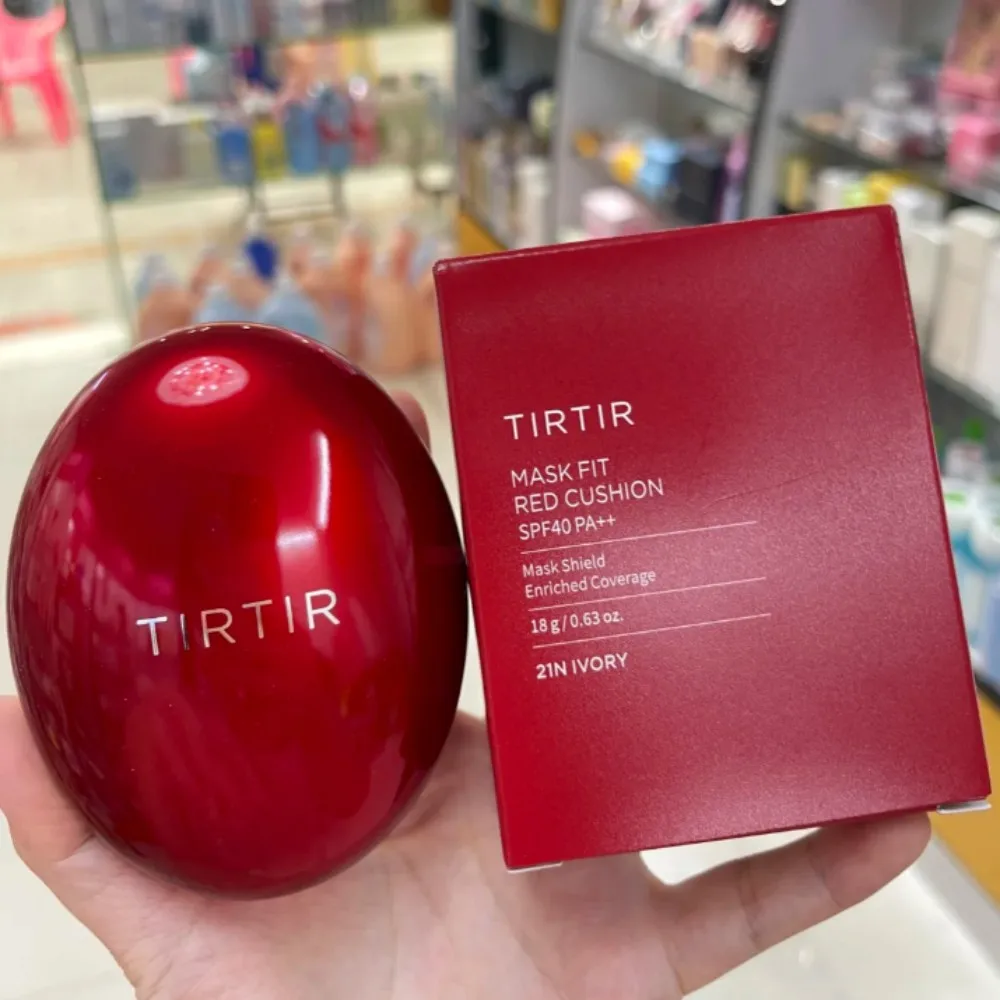 TIRTIR
TIRTIR
MASK FIT
RED CUSHION
SPF40 PA++
Mask Shield
Enriched Coverage
18 g / 0.63 oz.
21N IVORY